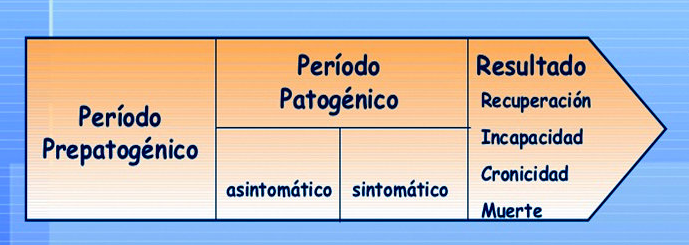 Período
Prepatogénico
Período
Patogénico
asintomático
sintomático
Resultado
Recuperación
Incapacidad
Cronicidad
Muerte